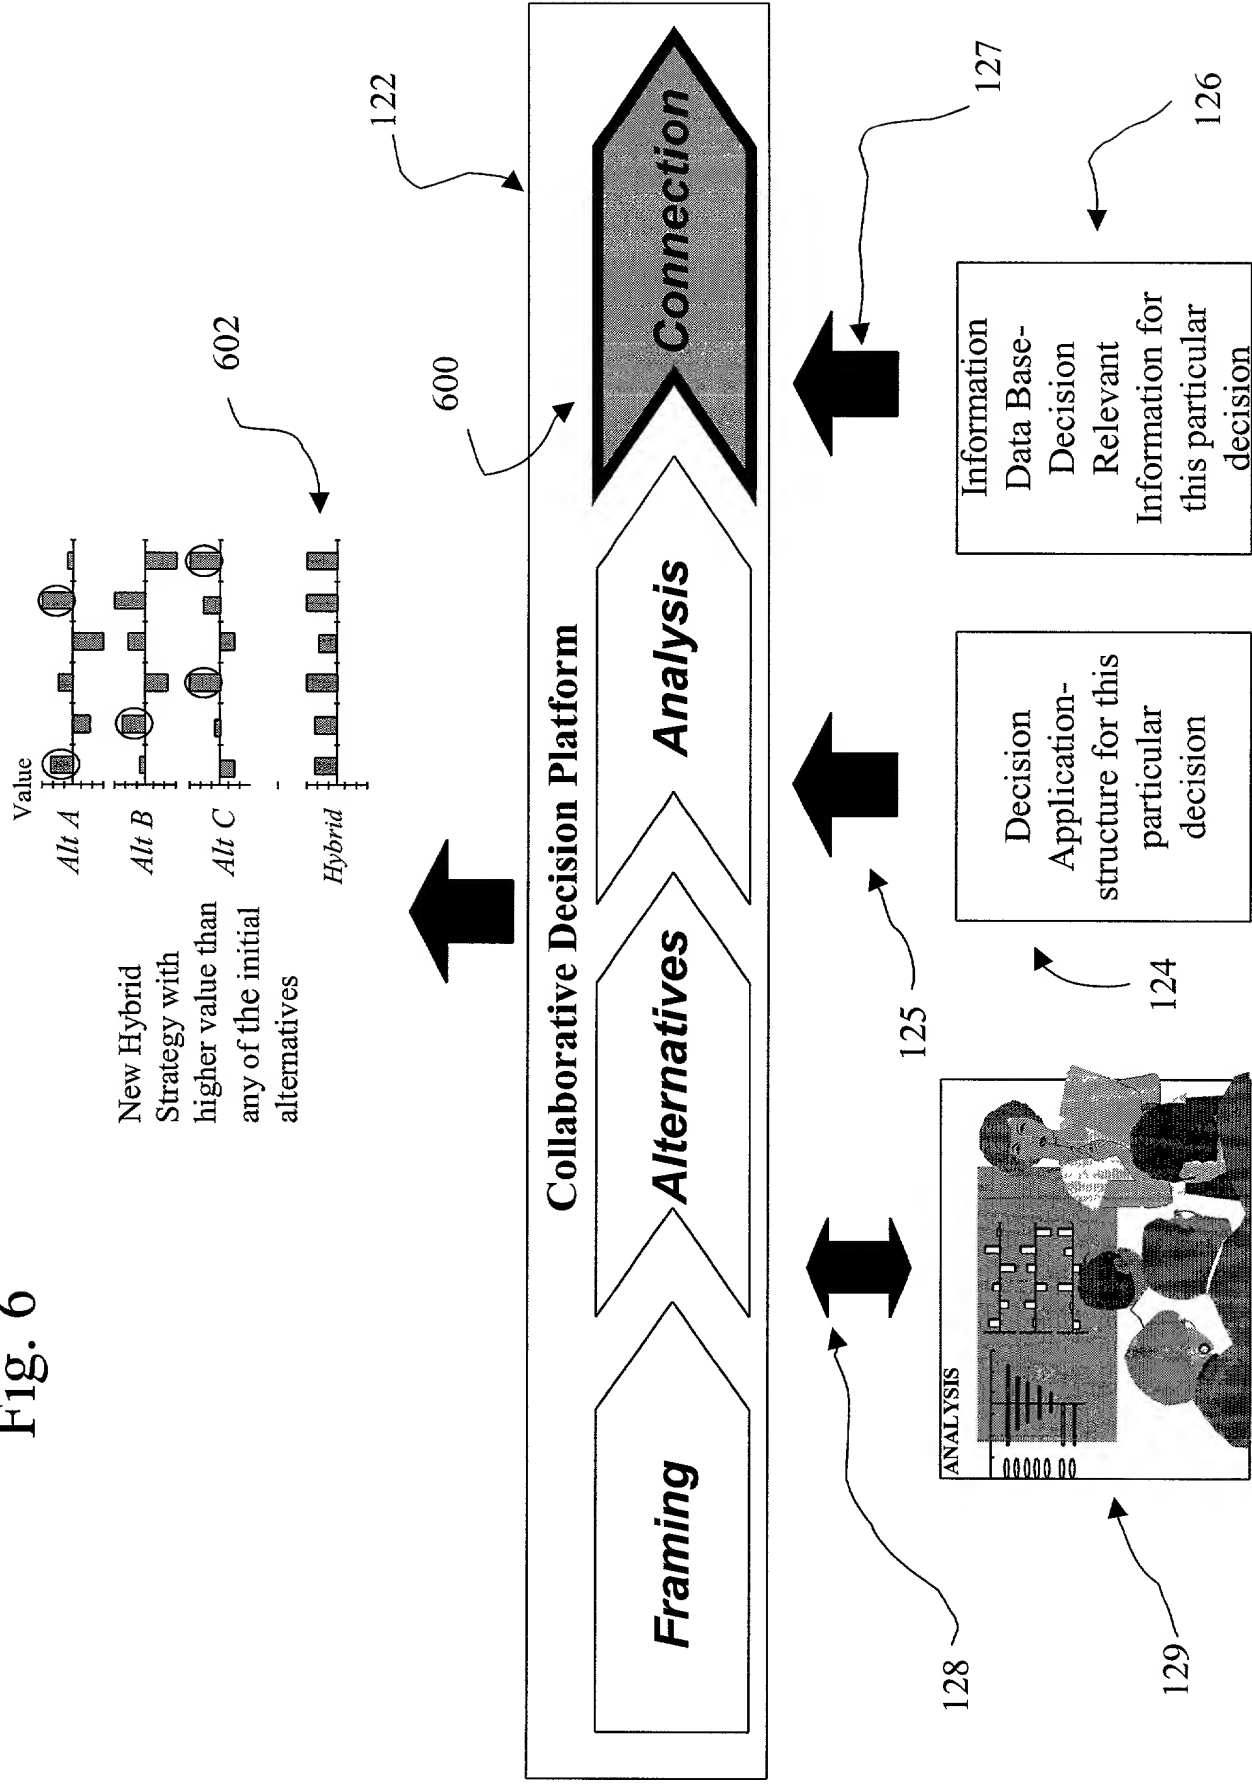 Fig. 6
New Hybrid
Strategy with
higher value than
any of the initial
alternatives
Value
Alt A
Alt B
Alt C
Hybrid
602
122
600
Collaborative Decision Platform
Framing
Alternatives
Analysis
Connection
128
125
127
ANALYSIS
129
Decision
Application-
structure for this
particular
decision
124
Information
Data Base-
Decision
Relevant
Information for
this particular
decision
126